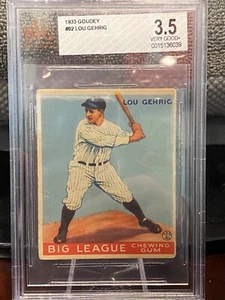 1933 GOUDEY
#92 LOU GEHRIG
3.5
VERY GOOD+
0015136039
LOU GEHRIG
BIG LEAGUE CHEWING GUM